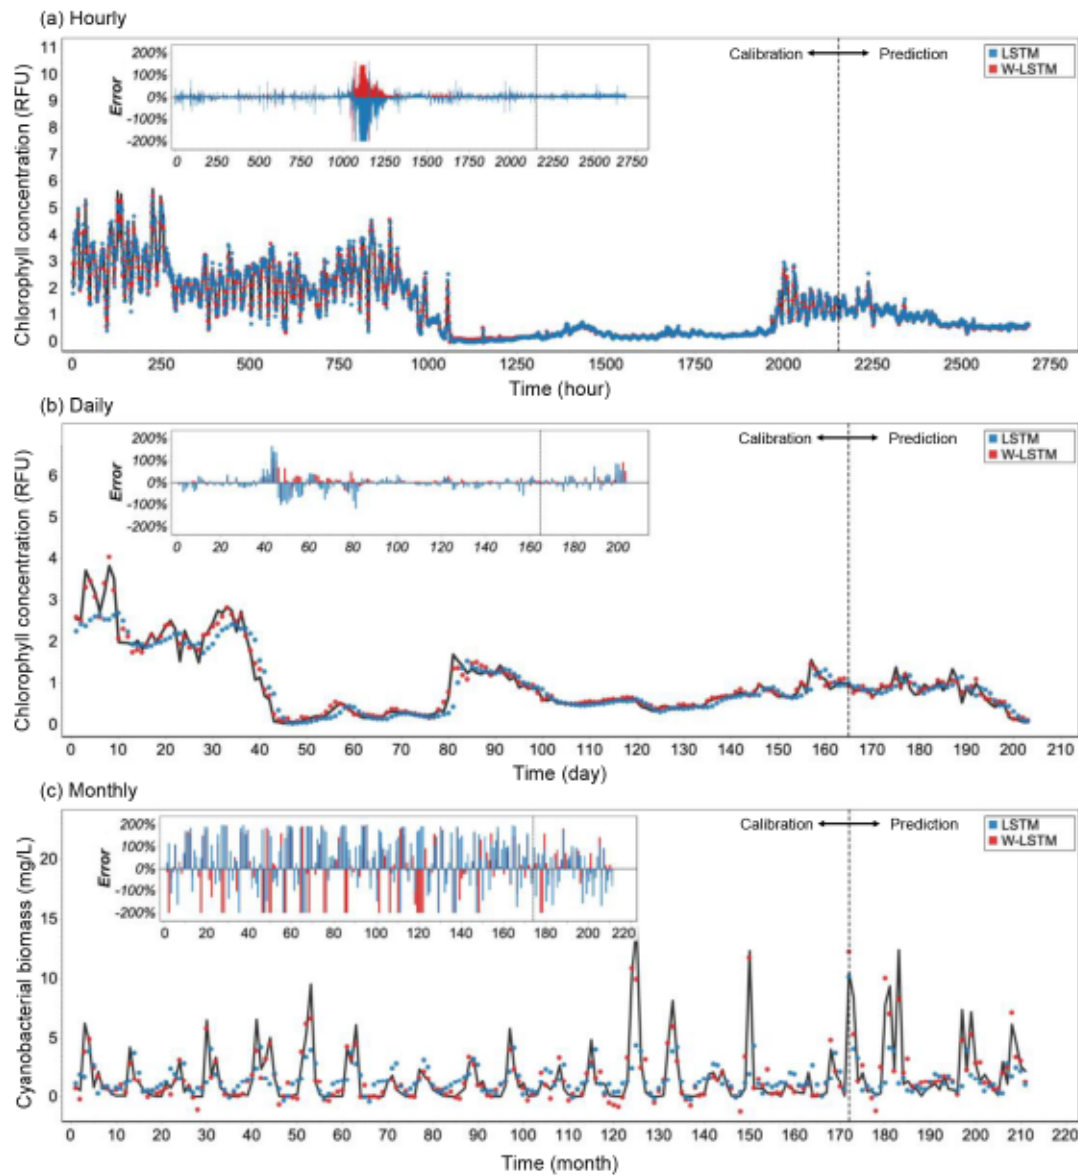 (a) Hourly
Chlorophyll concentration (RFU)
11
10
9
8
7
6
5
4
3
2
1
0
Error
200%
100%
0%
-100%
-200%
0 250 500 750 1000 1250 1500 1750 2000 2250 2500 2750
Calibration Prediction
LSTM
W-LSTM
0 250 500 750 1000 1250 1500 1750 2000 2250 2500 2750
Time (hour)
(b) Daily
Chlorophyll concentration (RFU)
6
5
4
3
2
1
0
Error
200%
100%
0%
-100%
-200%
0 20 40 60 80 100 120 140 160 180 200
Calibration Prediction
LSTM
W-LSTM
0 10 20 30 40 50 60 70 80 90 100 110 120 130 140 150 160 170 180 190 200 210
Time (day)
(c) Monthly
Cyanobacterial biomass (mg/L)
20
15
10
5
0
Error
200%
100%
0%
-100%
-200%
0 20 40 60 80 100 120 140 160 180 200 220
Calibration Prediction
LSTM
W-LSTM
0 10 20 30 40 50 60 70 80 90 100 110 120 130 140 150 160 170 180 190 200 210 220
Time (month)